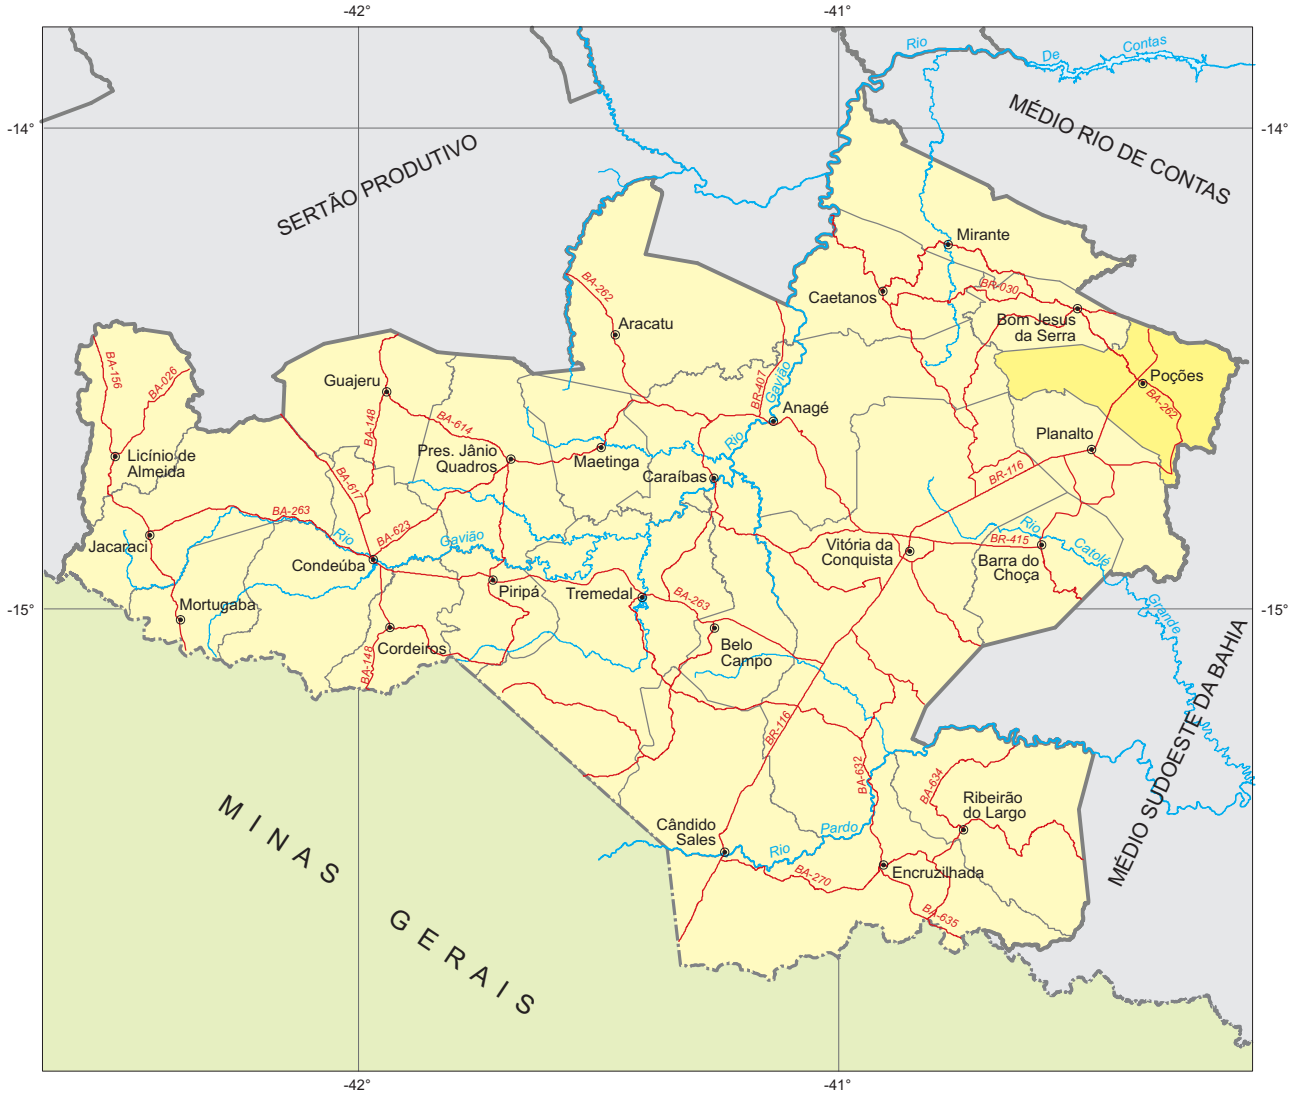 -42°
-41°
Rio
De
Contas
-14°
-14°
MÉDIO RIO DE CONTAS
SERTÃO PRODUTIVO
Mirante
BA-262
BR-030
Caetanos
Aracatu
Bom Jesus
da Serra
BA-156
BA-026
Guajeru
BR-407
Gavião
Poções
BA-262
Anagé
BA-148
BA-614
Rio
Planalto
Licínio de
Almeida
Pres. Jânio
Quadros
Maetinga
Caraíbas
BR-116
BA-617
BA-263
Rio
BA-623
Gavião
Rio
BR-415
Catolé
Jacaraci
Condeúba
Vitória da
Conquista
Barra do
Choça
Piripá
Tremedal
BA-263
Grande
-15°
-15°
Mortugaba
Cordeiros
BA-148
Belo
Campo
MÉDIO SUDOESTE DA BAHIA
BR-116
BA-632
BA-634
Ribeirão
do Largo
Cândido
Sales
Pardo
Rio
BA-270
Encruzilhada
BA-635
MINAS GERAIS
-42°
-41°